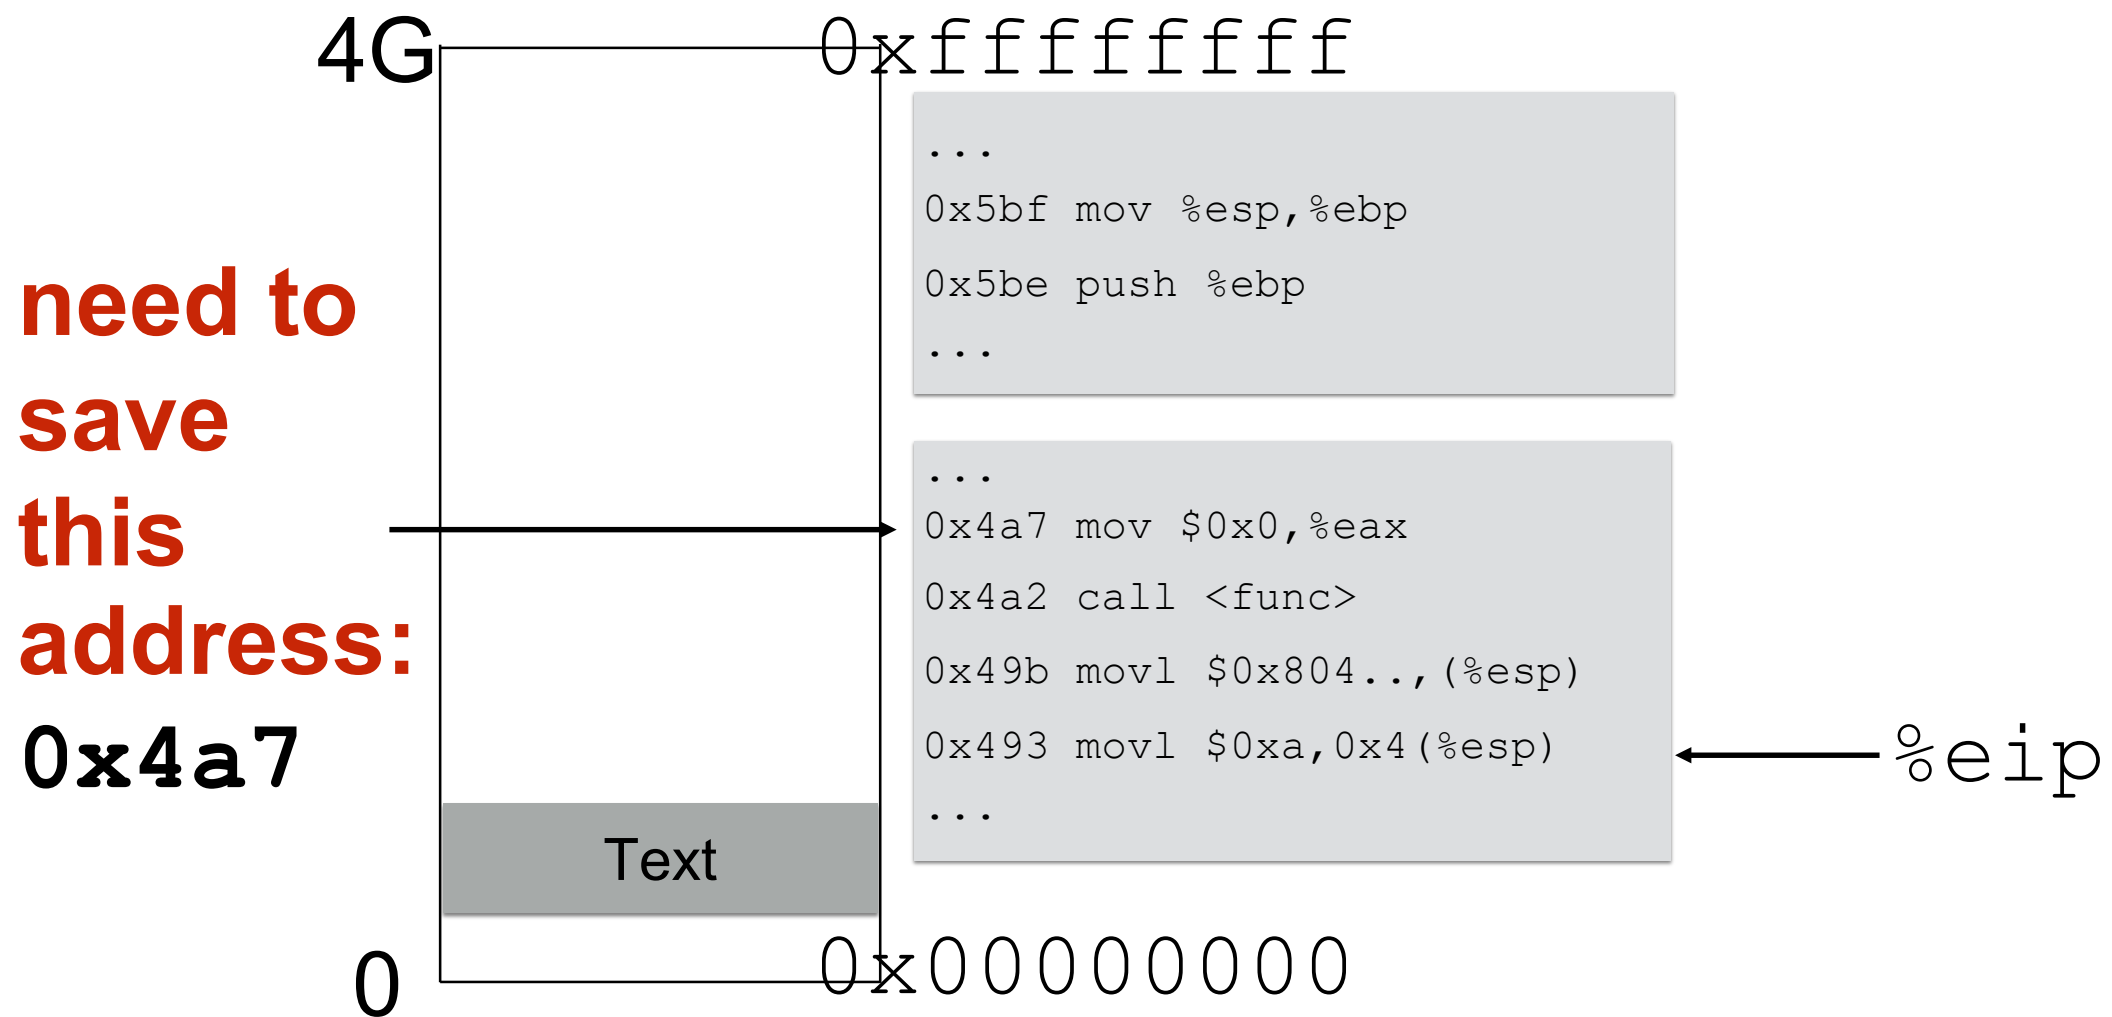 4G
0xffffffff
...
0x5bf mov %esp,%ebp
0x5be push %ebp
...
need to
save
this
address:
0x4a7
...
0x4a7 mov $0x0,%eax
0x4a2 call <func>
0x49b movl $0x804..,(%esp)
0x493 movl $0xa,0x4(%esp)
...
%eip
Text
0
0x00000000